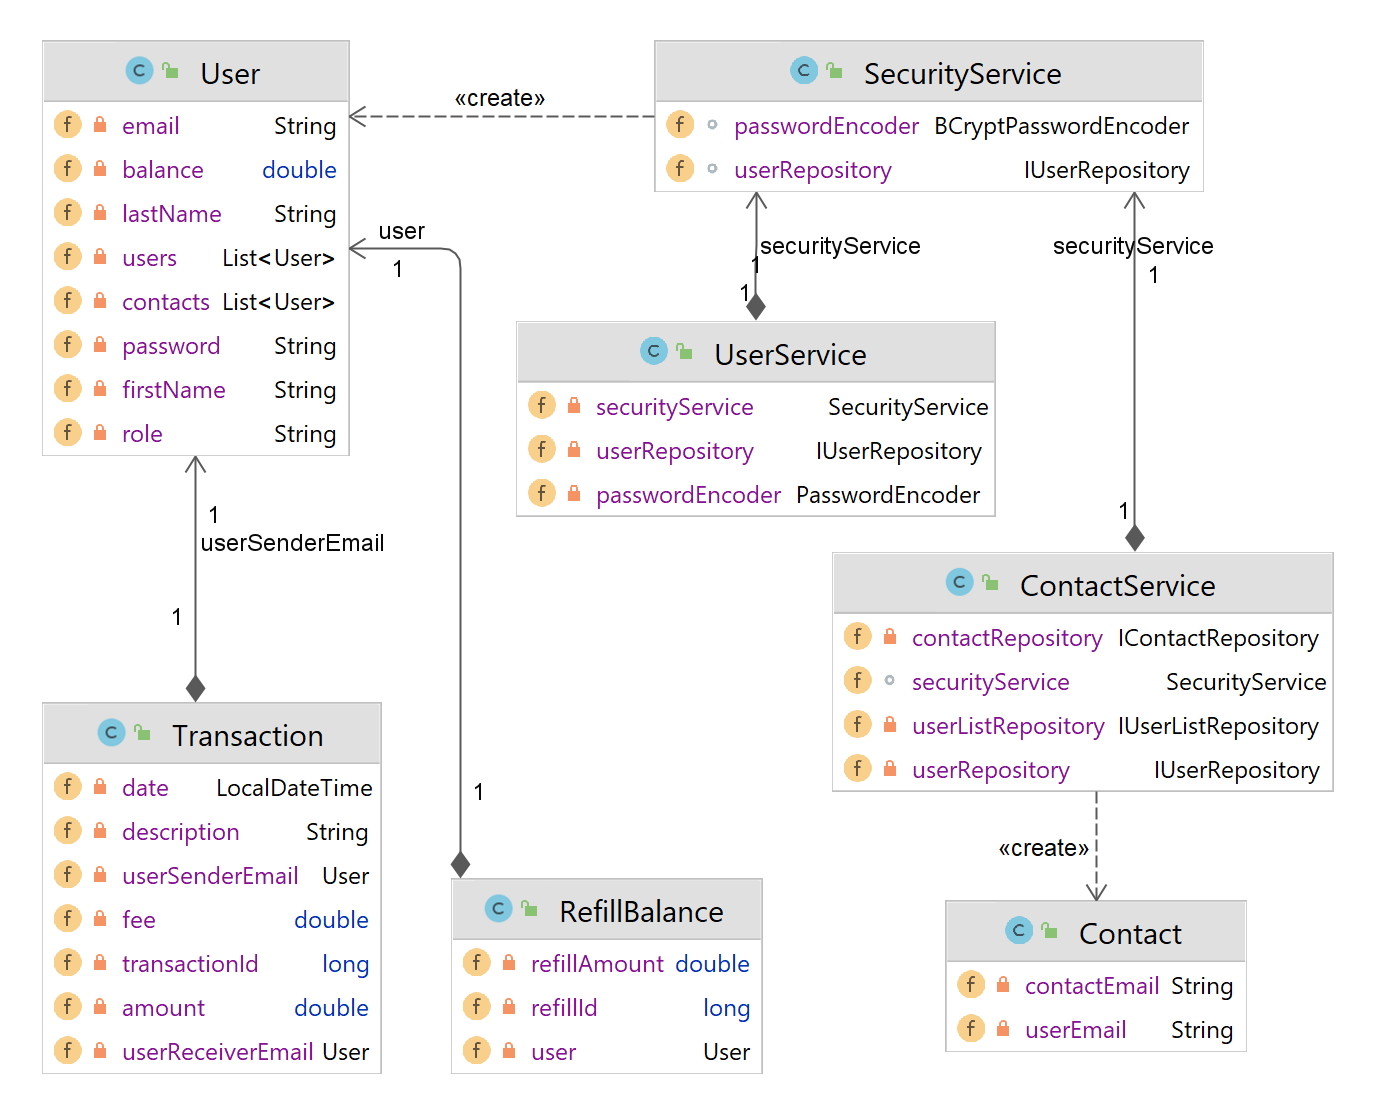 User
email String
balance double
lastName String
users List<User>
contacts List<User>
password String
firstName String
role String
«create»
SecurityService
passwordEncoder BCryptPasswordEncoder
userRepository IUserRepository
user
1
securityService
1
1
securityService
1
1
UserService
securityService SecurityService
userRepository IUserRepository
passwordEncoder PasswordEncoder
1
userSenderEmail
1
ContactService
contactRepository IContactRepository
securityService SecurityService
userListRepository IUserListRepository
userRepository IUserRepository
«create»
Transaction
date LocalDateTime
description String
userSenderEmail User
fee double
transactionId long
amount double
userReceiverEmail User
1
RefillBalance
refillAmount double
refillId long
user User
Contact
contactEmail String
userEmail String